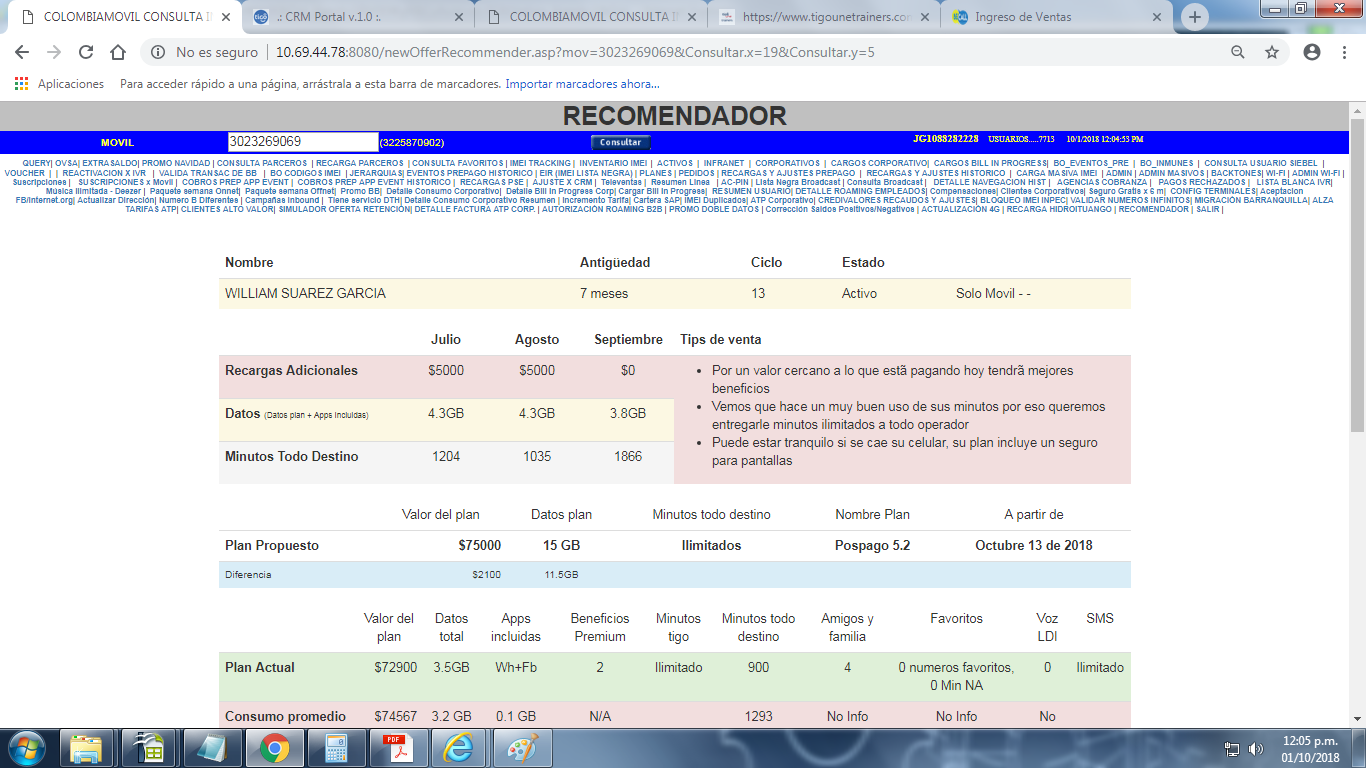 COLOMBIAMOVIL CONSULTA IN
.: CRM Portal v.1.0 :.
COLOMBIAMOVIL CONSULTA IN
https://www.tigounetrainers.com
Ingreso de Ventas
No es seguro | 10.69.44.78:8080/newOfferRecommender.asp?mov=3023269069&Consultar.x=19&Consultar.y=5
Aplicaciones Para acceder rápido a una página, arrástrala a esta barra de marcadores. Importar marcadores ahora...
RECOMENDADOR
MOVIL 3023269069 (3225870902) Consultar JG1088282228 USUARIOS.....7713 10/1/2018 12:04:53 PM
QUERY| OVSA| EXTRASALDO| PROMO NAVIDAD | CONSULTA PARCEROS | RECARGA PARCEROS | CONSULTA FAVORITOS | IMEI TRACKING | INVENTARIO IMEI | ACTIVOS | INFRANET | CORPORATIVOS | CARGOS CORPORATIVO| CARGOS BILL IN PROGRESS| BO_EVENTOS_PRE | BO_INMUNES | CONSULTA USUARIO SIEBEL |
VOUCHER | | REACTIVACION X IVR | VALIDA TRANSAC DE BB | BO CODIGOS IMEI | JERARQUIAS| EVENTOS PREPAGO HISTORICO | EIR (IMEI LISTA NEGRA) | PLANES | PEDIDOS | RECARGAS Y AJUSTES PREPAGO | RECARGAS Y AJUSTES HISTORICO | CARGA MASIVA IMEI | ADMIN | ADMIN MASIVOS | BACKTONES| WI-FI | ADMIN WI-FI |
Suscripciones | SUSCRIPCIONES x Movil | COBROS PREP APP EVENT | COBROS PREP APP EVENT HISTORICO | RECARGAS PSE | AJUSTE X CRM | Televentas | Resumen Linea | AC-PIN | Lista Negra Broadcast | Consulta Broadcast | DETALLE NAVEGACION HIST | AGENCIAS COBRANZA | PAGOS RECHAZADOS | LISTA BLANCA IVR|
Musica Ilimitada - Deezer | Paquete semana Onnet| Paquete semana Offnet| Promo BB| Detalle Consumo Corporativo| Detalle Bill In Progress Corp| Cargar Bill In Progress| RESUMEN USUARIO| DETALLE ROAMING EMPLEADOS| Compensaciones| Clientes Corporativos| Seguro Gratis x 6 m| CONFIG TERMINALES| Aceptacion
FB/Internet.org| Actualizar Dirección| Numero B Diferentes | Campañas Inbound | Tiene servicio DTH| Detalle Consumo Corporativo Resumen | Incremento Tarifa| Cartera SAP| IMEI Duplicados| ATP Corporativo| CREDIVALORES RECAUDOS Y AJUSTES| BLOQUEO IMEI INPEC| VALIDAR NUMEROS INFINITOS| MIGRACIÓN BARRANQUILLA| ALZA
TARIFAS ATP| CLIENTES ALTO VALOR| SIMULADOR OFERTA RETENCIÓN| DETALLE FACTURA ATP CORP. | AUTORIZACIÓN ROAMING B2B | PROMO DOBLE DATOS | Corrección Saldos Positivos/Negativos | ACTUALIZACIÓN 4G | RECARGA HIDROITUANGO | RECOMENDADOR | SALIR |
Nombre Antigüedad Ciclo Estado
WILLIAM SUAREZ GARCIA 7 meses 13 Activo Solo Movil - -
Julio Agosto Septiembre Tips de venta
Recargas Adicionales $5000 $5000 $0
Datos (Datos plan + Apps Incluidas) 4.3GB 4.3GB 3.8GB
Minutos Todo Destino 1204 1035 1866
• Por un valor cercano a lo que estã pagando hoy tendrã mejores
beneficios
• Vemos que hace un muy buen uso de sus minutos por eso queremos
entregarle minutos ilimitados a todo operador
• Puede estar tranquilo si se cae su celular, su plan incluye un seguro
para pantallas
Valor del plan Datos plan Minutos todo destino Nombre Plan A partir de
Plan Propuesto $75000 15 GB Ilimitados Pospago 5.2 Octubre 13 de 2018
Diferencia $2100 11.5GB
Valor del Datos Apps Beneficios Minutos Minutos todo Amigos y Favoritos Voz SMS
plan total incluidas Premium tigo destino familia LDI
Plan Actual $72900 3.5GB Wh+Fb 2 Ilimitado 900 4 0 numeros favoritos, 0 Ilimitado
0 Min NA
Consumo promedio $74567 3.2 GB 0.1 GB N/A 1293 No Info No Info No
12:05 p.m.
01/10/2018